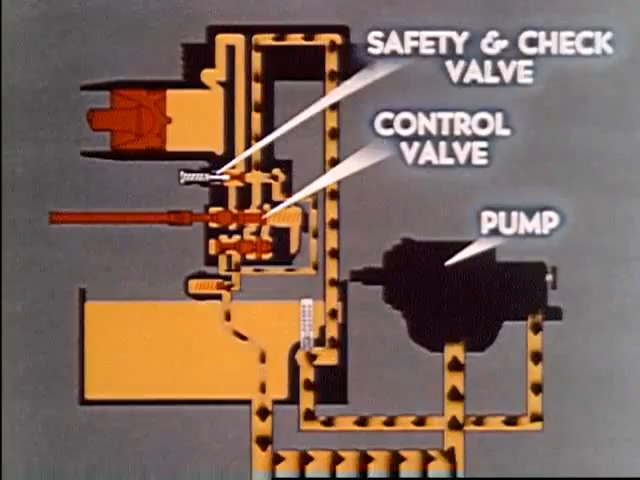 SAFETY & CHECK
VALVE
CONTROL
VALVE
PUMP